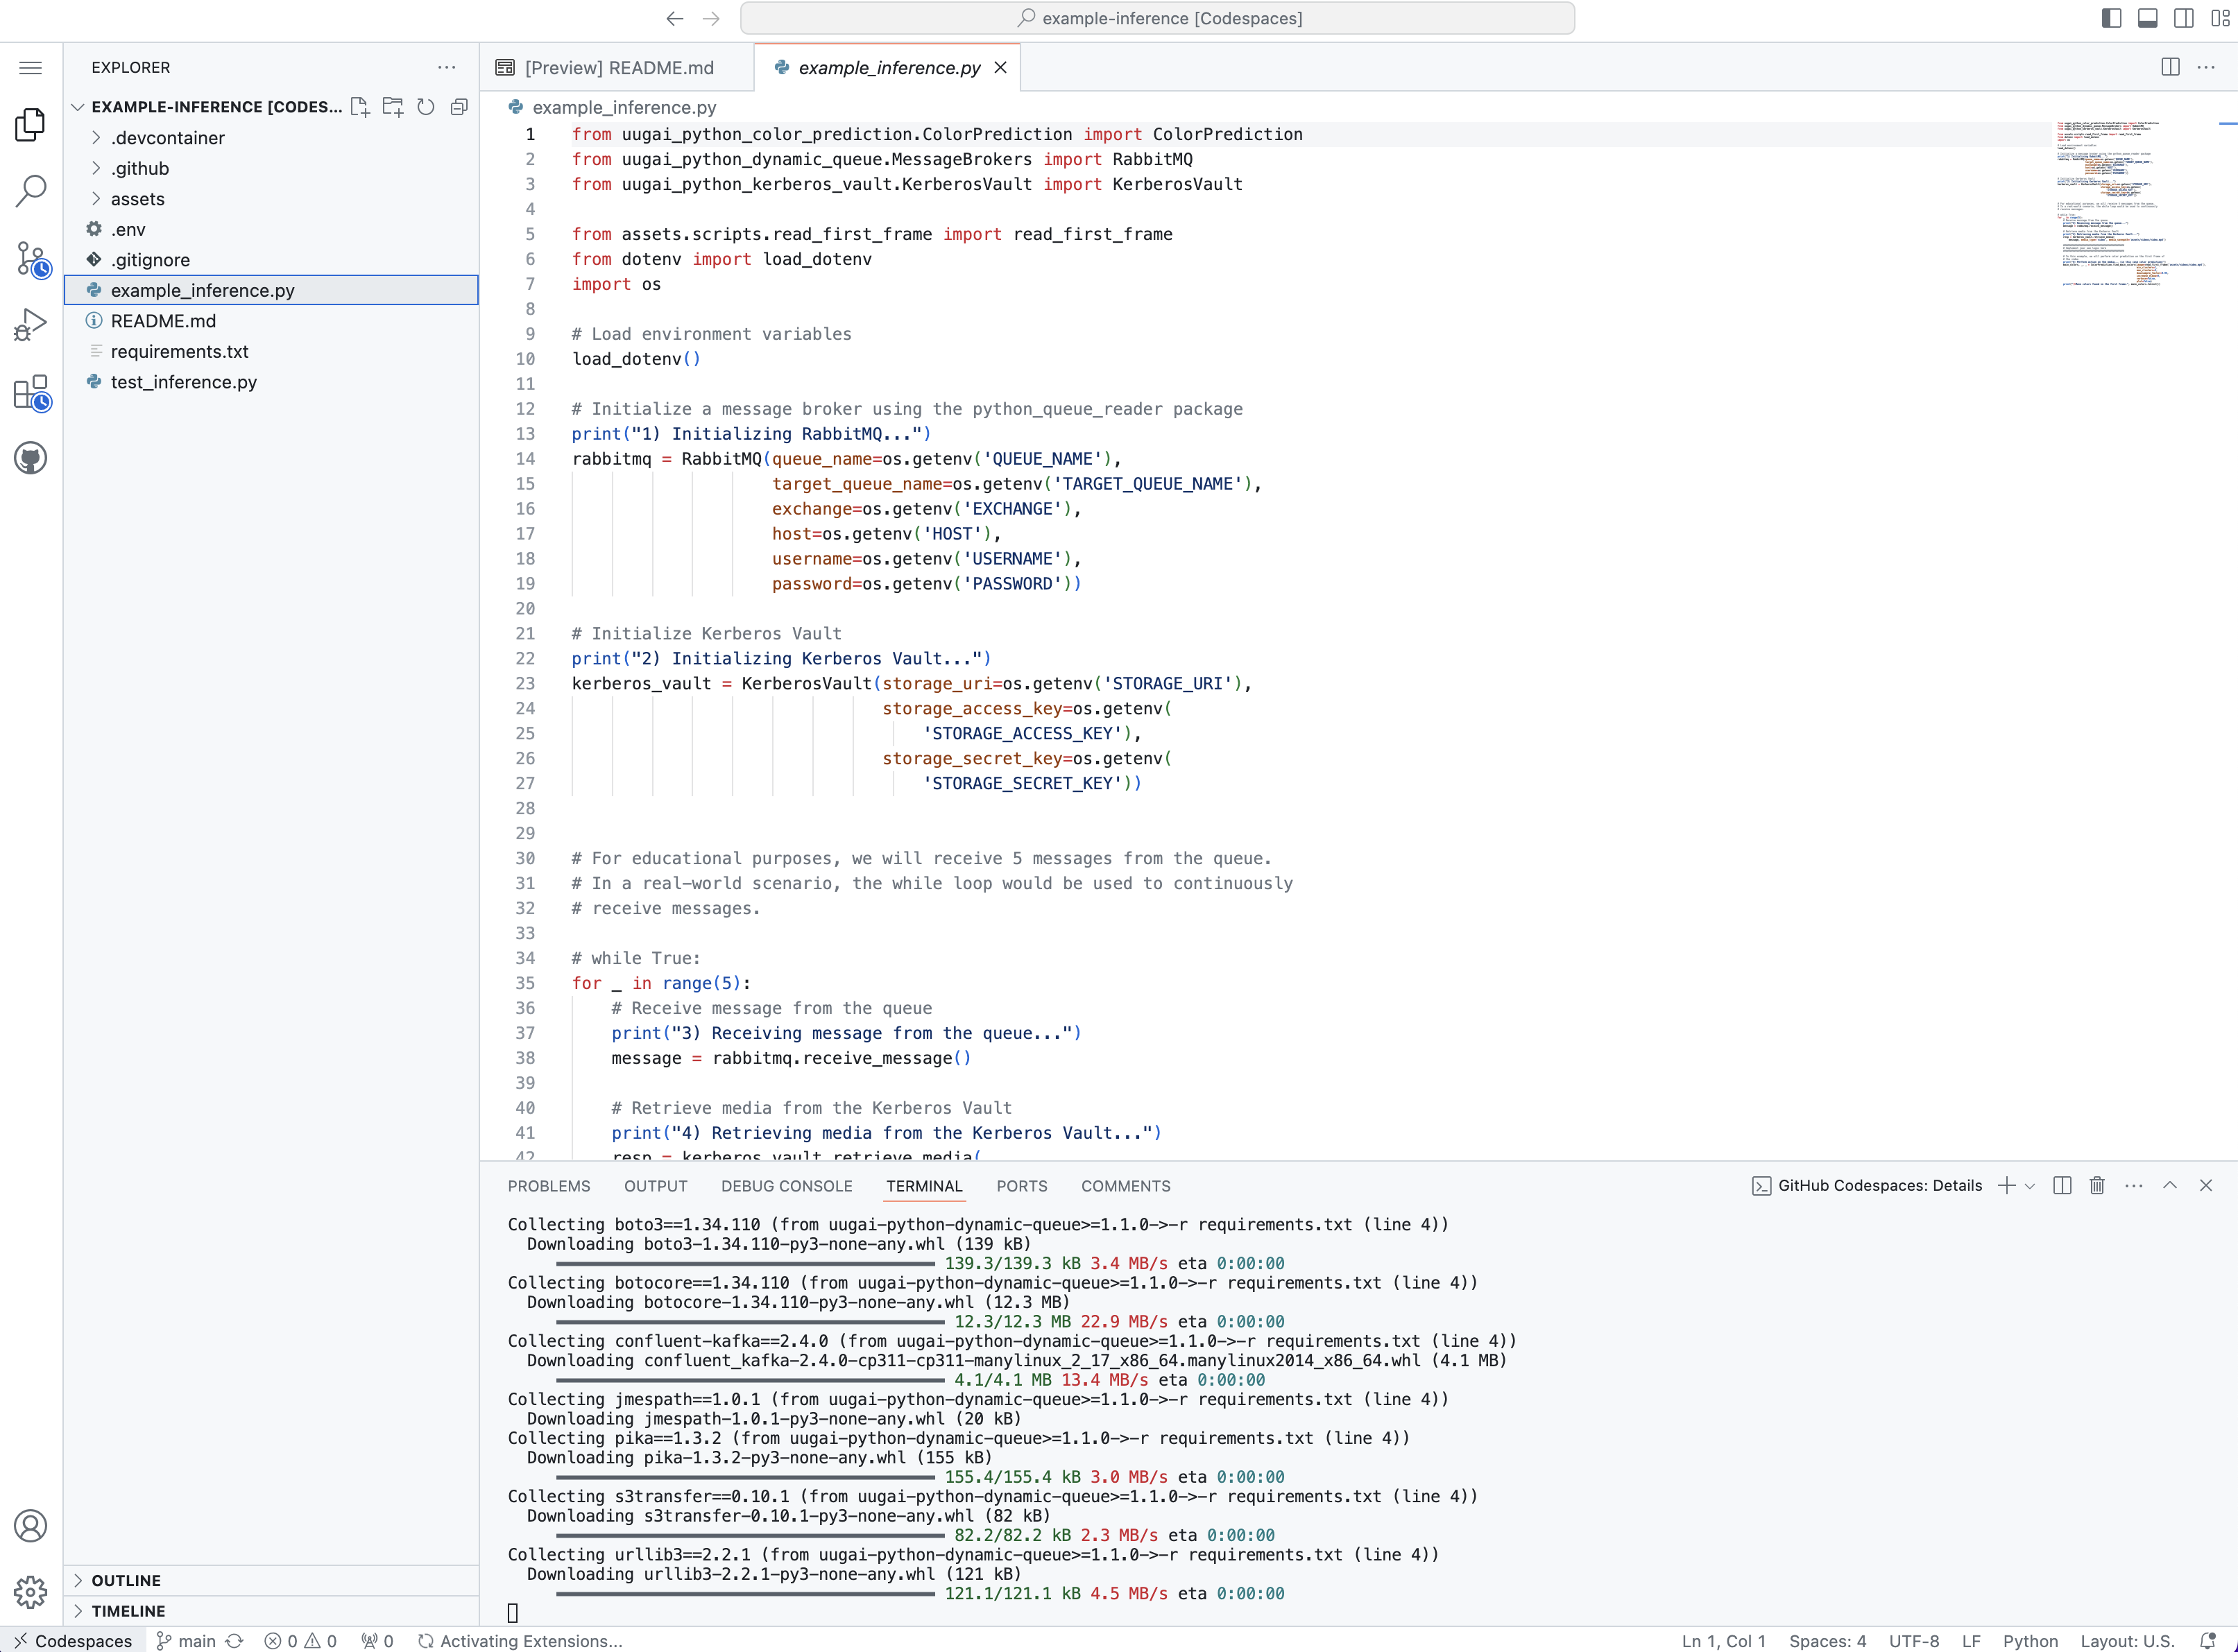 example-inference [Codespaces]
EXPLORER
EXAMPLE-INFERENCE [CODES...
.devcontainer
.github
assets
.env
.gitignore
example_inference.py
README.md
requirements.txt
test_inference.py
OUTLINE
TIMELINE
[Preview] README.md
example_inference.py
example_inference.py
1 from uugai_python_color_prediction.ColorPrediction import ColorPrediction
2 from uugai_python_dynamic_queue.MessageBrokers import RabbitMQ
3 from uugai_python_kerberos_vault.KerberosVault import KerberosVault
4
5 from assets.scripts.read_first_frame import read_first_frame
6 from dotenv import load_dotenv
7 import os
8
9 # Load environment variables
10 load_dotenv()
11
12 # Initialize a message broker using the python_queue_reader package
13 print("1) Initializing RabbitMQ...")
14 rabbitmq = RabbitMQ(queue_name=os.getenv('QUEUE_NAME'),
15 target_queue_name=os.getenv('TARGET_QUEUE_NAME'),
16 exchange=os.getenv('EXCHANGE'),
17 host=os.getenv('HOST'),
18 username=os.getenv('USERNAME'),
19 password=os.getenv('PASSWORD'))
20
21 # Initialize Kerberos Vault
22 print("2) Initializing Kerberos Vault...")
23 kerberos_vault = KerberosVault(storage_uri=os.getenv('STORAGE_URI'),
24 storage_access_key=os.getenv(
25 'STORAGE_ACCESS_KEY'),
26 storage_secret_key=os.getenv(
27 'STORAGE_SECRET_KEY'))
28
29
30 # For educational purposes, we will receive 5 messages from the queue.
31 # In a real-world scenario, the while loop would be used to continuously
32 # receive messages.
33
34 # while True:
35 for _ in range(5):
36 # Receive message from the queue
37 print("3) Receiving message from the queue...")
38 message = rabbitmq.receive_message()
39
40 # Retrieve media from the Kerberos Vault
41 print("4) Retrieving media from the Kerberos Vault...")
42 resp = kerberos_vault.retrieve_media(
PROBLEMS OUTPUT DEBUG CONSOLE TERMINAL PORTS COMMENTS
GitHub Codespaces: Details
Collecting boto3==1.34.110 (from uugai-python-dynamic-queue>=1.1.0->-r requirements.txt (line 4))
Downloading boto3-1.34.110-py3-none-any.whl (139 kB)
139.3/139.3 kB 3.4 MB/s eta 0:00:00
Collecting botocore==1.34.110 (from uugai-python-dynamic-queue>=1.1.0->-r requirements.txt (line 4))
Downloading botocore-1.34.110-py3-none-any.whl (12.3 MB)
12.3/12.3 MB 22.9 MB/s eta 0:00:00
Collecting confluent-kafka==2.4.0 (from uugai-python-dynamic-queue>=1.1.0->-r requirements.txt (line 4))
Downloading confluent_kafka-2.4.0-cp311-cp311-manylinux_2_17_x86_64.manylinux2014_x86_64.whl (4.1 MB)
4.1/4.1 MB 13.4 MB/s eta 0:00:00
Collecting jmespath==1.0.1 (from uugai-python-dynamic-queue>=1.1.0->-r requirements.txt (line 4))
Downloading jmespath-1.0.1-py3-none-any.whl (20 kB)
Collecting pika==1.3.2 (from uugai-python-dynamic-queue>=1.1.0->-r requirements.txt (line 4))
Downloading pika-1.3.2-py3-none-any.whl (155 kB)
155.4/155.4 kB 3.0 MB/s eta 0:00:00
Collecting s3transfer==0.10.1 (from uugai-python-dynamic-queue>=1.1.0->-r requirements.txt (line 4))
Downloading s3transfer-0.10.1-py3-none-any.whl (82 kB)
82.2/82.2 kB 2.3 MB/s eta 0:00:00
Collecting urllib3==2.2.1 (from uugai-python-dynamic-queue>=1.1.0->-r requirements.txt (line 4))
Downloading urllib3-2.2.1-py3-none-any.whl (121 kB)
121.1/121.1 kB 4.5 MB/s eta 0:00:00
Codespaces main 0 0 0 Activating Extensions... Ln 1, Col 1 Spaces: 4 UTF-8 LF Python Layout: U.S.